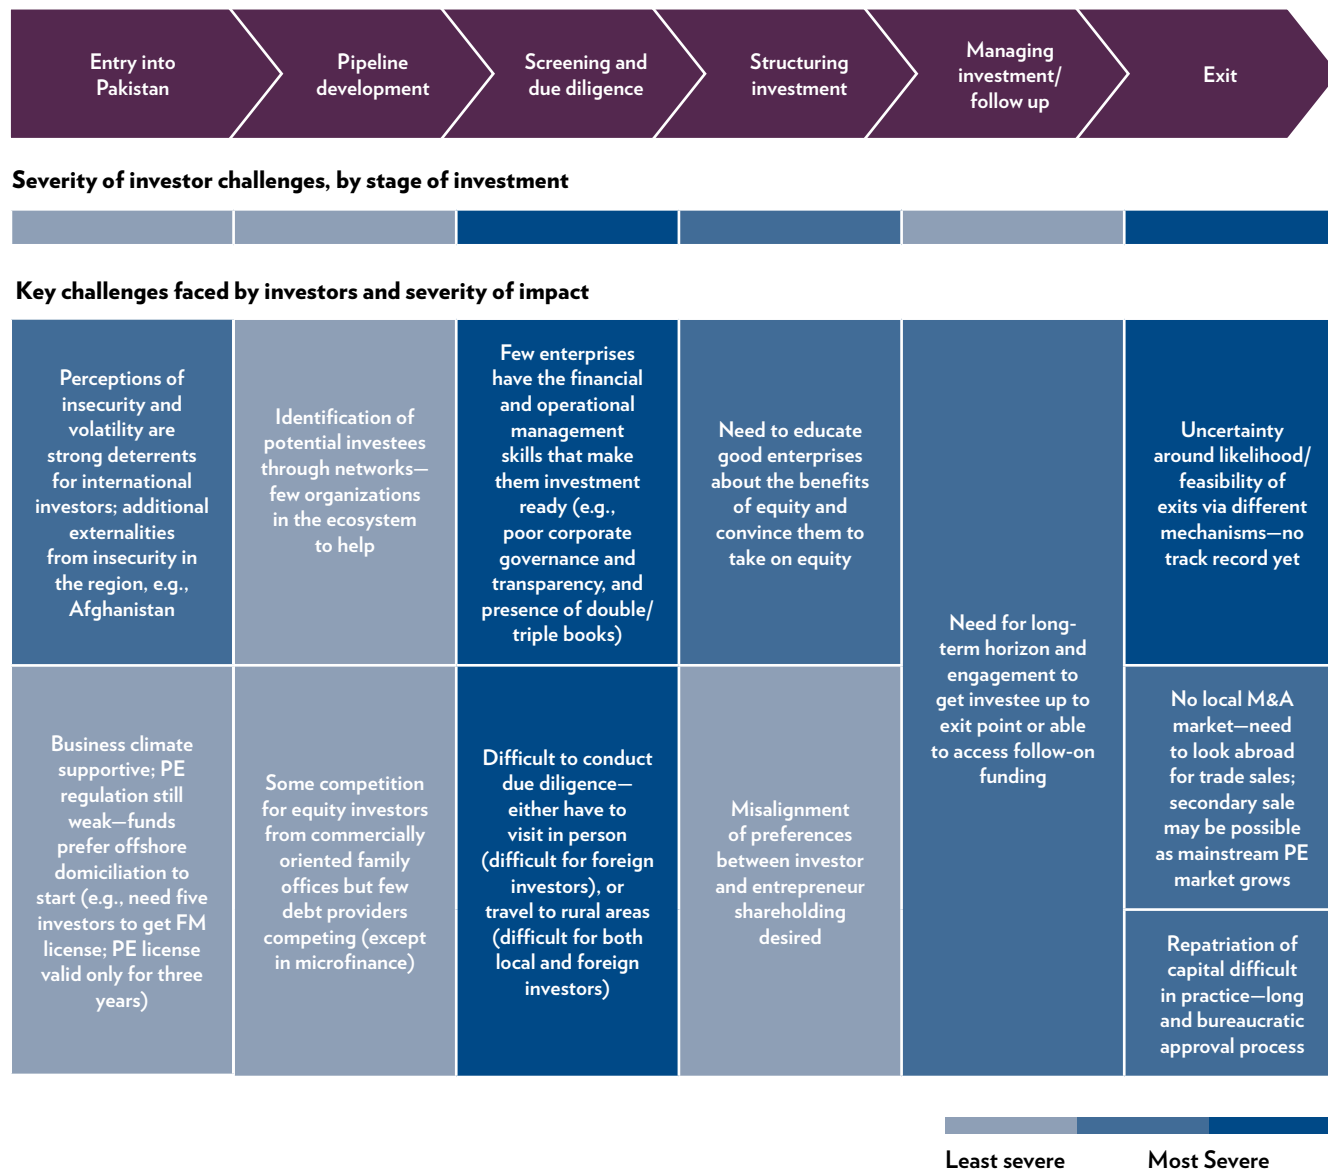 Entry into
Pakistan
Pipeline
development
Screening and
due diligence
Structuring
investment
Managing
investment/
follow up
Exit
Severity of investor challenges, by stage of investment
Key challenges faced by investors and severity of impact
Perceptions of
insecurity and
volatility are
strong deterrents
for international
investors; additional
externalities
from insecurity in
the region, e.g.,
Afghanistan
Identification of
potential investees
through networks—
few organizations
in the ecosystem
to help
Few enterprises
have the financial
and operational
management
skills that make
them investment
ready (e.g.,
poor corporate
governance and
transparency, and
presence of double/
triple books)
Need to educate
good enterprises
about the benefits
of equity and
convince them to
take on equity
Need for long-
term horizon and
engagement to
get investee up to
exit point or able
to access follow-on
funding
Uncertainty
around likelihood/
feasibility of
exits via different
mechanisms—no
track record yet
Business climate
supportive; PE
regulation still
weak—funds
prefer offshore
domiciliation to
start (e.g., need five
investors to get FM
license; PE license
valid only for three
years)
Some competition
for equity investors
from commercially
oriented family
offices but few
debt providers
competing (except
in microfinance)
Difficult to conduct
due diligence—
either have to
visit in person
(difficult for foreign
investors), or
travel to rural areas
(difficult for both
local and foreign
investors)
Misalignment
of preferences
between investor
and entrepreneur
shareholding
desired
No local M&A
market—need
to look abroad
for trade sales;
secondary sale
may be possible
as mainstream PE
market grows
Repatriation of
capital difficult
in practice—long
and bureaucratic
approval process
Least severe
Most Severe